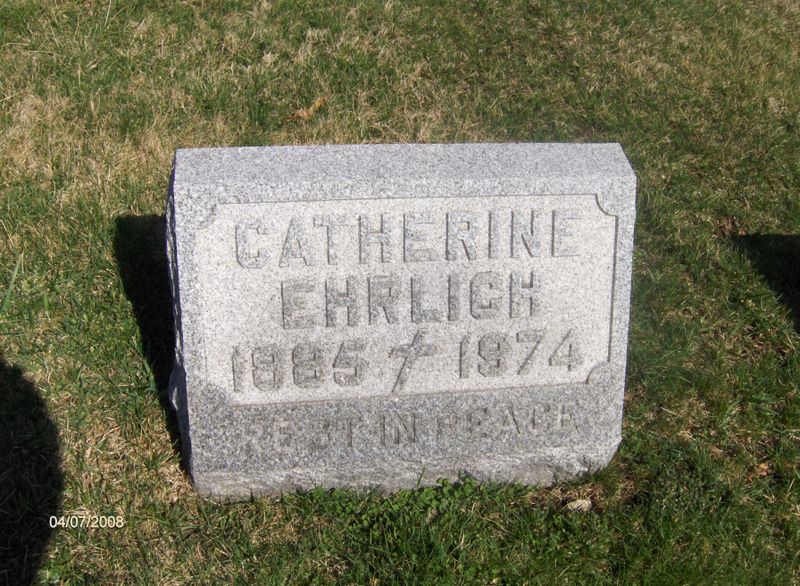 CATHERINE
EHRLICH
1885 ✝ 1974
REST IN PEACE
04/07/2008